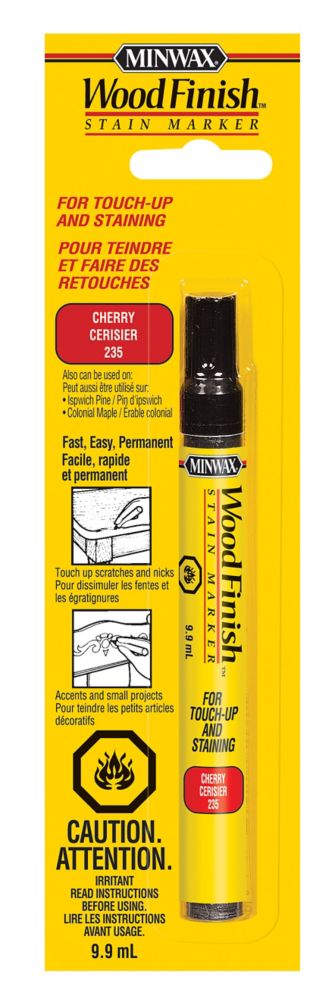 MINWAX®
Wood Finish™
STAIN MARKER
FOR TOUCH-UP
AND STAINING
POUR TEINDRE
ET FAIRE DES
RETOUCHES
CHERRY
CERISIER
235
Also can be used on:
Peut aussi être utilisé sur:
• Ispwich Pine / Pin d'ipswich
• Colonial Maple / Érable colonial
Fast, Easy, Permanent
Facile, rapide
et permanent
Touch up scratches and nicks
Pour dissimuler les fentes et
les égratignures
Accents and small projects
Pour teindre les petits articles
décoratifs
CAUTION.
ATTENTION.
IRRITANT
READ INSTRUCTIONS
BEFORE USING.
LIRE LES INSTRUCTIONS
AVANT USAGE.
9.9 mL
MINWAX®
Wood Finish™
STAIN MARKER
9.9 mL
FOR
TOUCH-UP
AND
STAINING
CHERRY
CERISIER
235